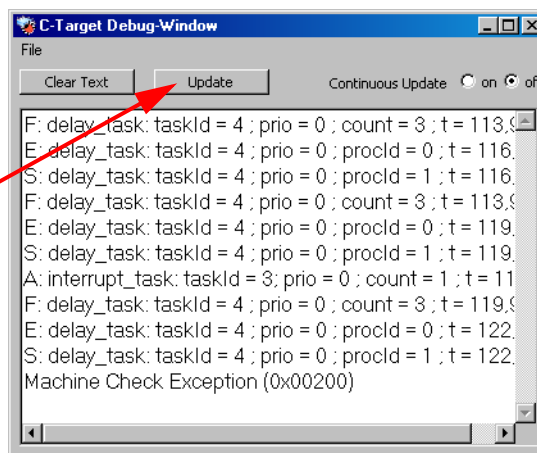 C-Target Debug-Window
File
Clear Text Update Continuous Update on of
F: delay_task: taskId = 4 ; prio = 0 ; count = 3 ; t = 113,9
E: delay_task: taskId = 4 ; prio = 0 ; procId = 0 ; t = 116,
S: delay_task: taskId = 4 ; prio = 0 ; procId = 1 ; t = 116,
F: delay_task: taskId = 4 ; prio = 0 ; count = 3 ; t = 113,9
E: delay_task: taskId = 4 ; prio = 0 ; procId = 0 ; t = 119,
S: delay_task: taskId = 4 ; prio = 0 ; procId = 1 ; t = 119,
A: interrupt_task: taskId = 3; prio = 0 ; count = 1 ; t = 11
F: delay_task: taskId = 4 ; prio = 0 ; count = 3 ; t = 119,9
E: delay_task: taskId = 4 ; prio = 0 ; procId = 0 ; t = 122,
S: delay_task: taskId = 4 ; prio = 0 ; procId = 1 ; t = 122,
Machine Check Exception (0x00200)